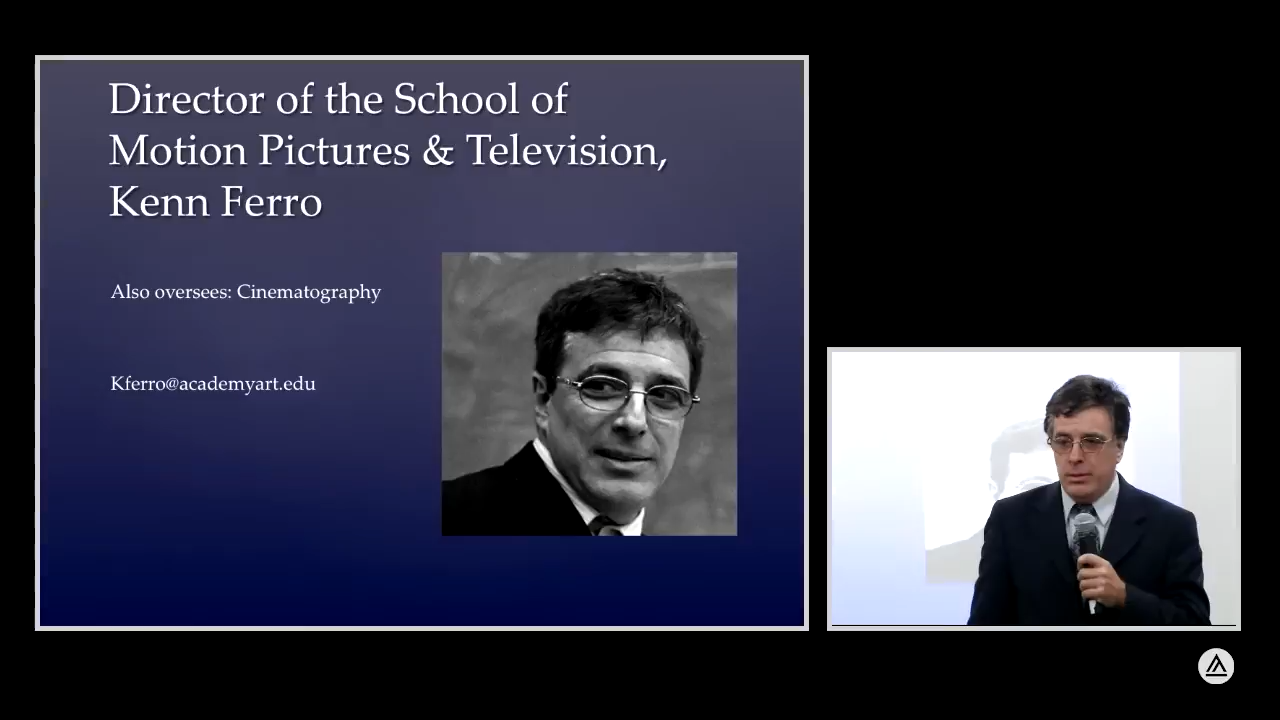 Director of the School of
Motion Pictures & Television,
Kenn Ferro
Also oversees: Cinematography
Kferro@academyart.edu